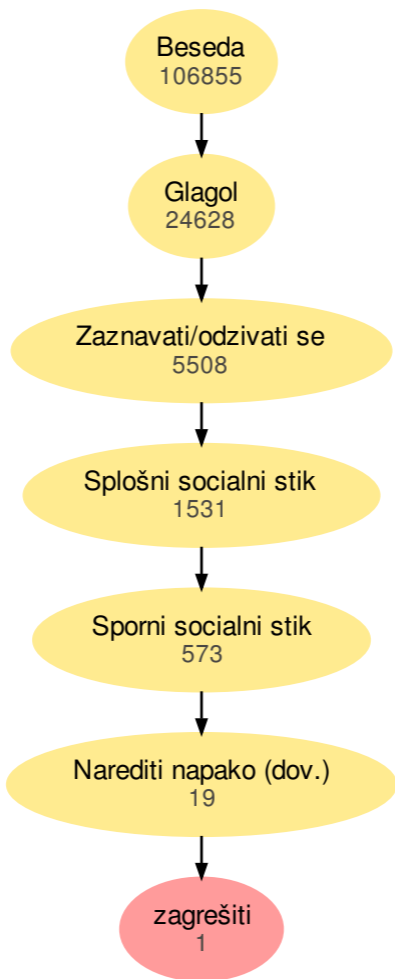 Beseda
106855
Glagol
24628
Zaznavati/odzivati se
5508
Splošni socialni stik
1531
Sporni socialni stik
573
Narediti napako (dov.)
19
zagrešiti
1